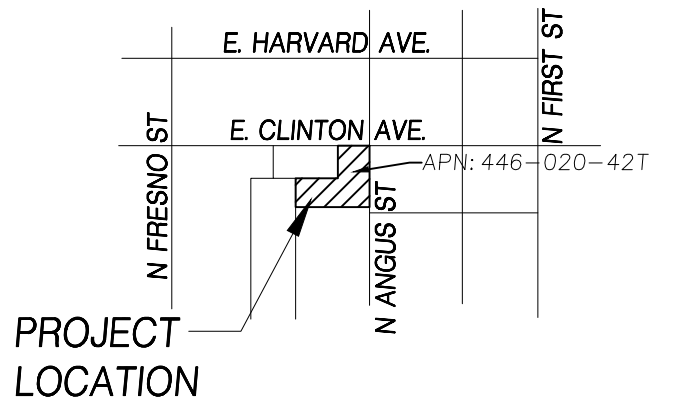 E. HARVARD AVE.
N FIRST ST
E. CLINTON AVE.
N FRESNO ST
APN: 446-020-42T
N ANGUS ST
PROJECT
LOCATION